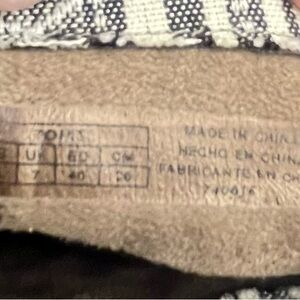 TOMS
UK EU CM
7 40 26
MADE IN CHINA
HECHO EN CHINA
FABRICANTE EN CH